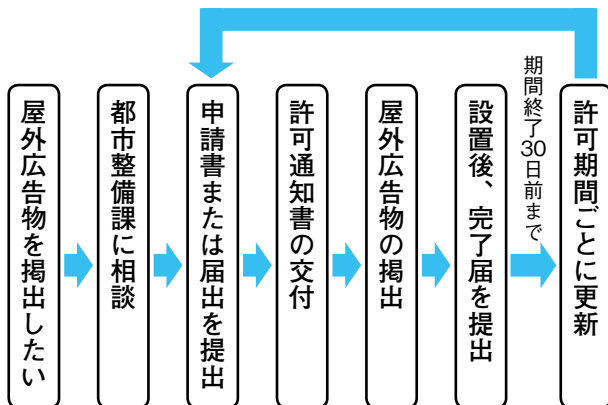 屋外広告物を掲出したい
都市整備課に相談
申請書または届出を提出
許可通知書の交付
屋外広告物の掲出
設置後、完了届を提出
期間終了30日前まで
許可期間ごとに更新